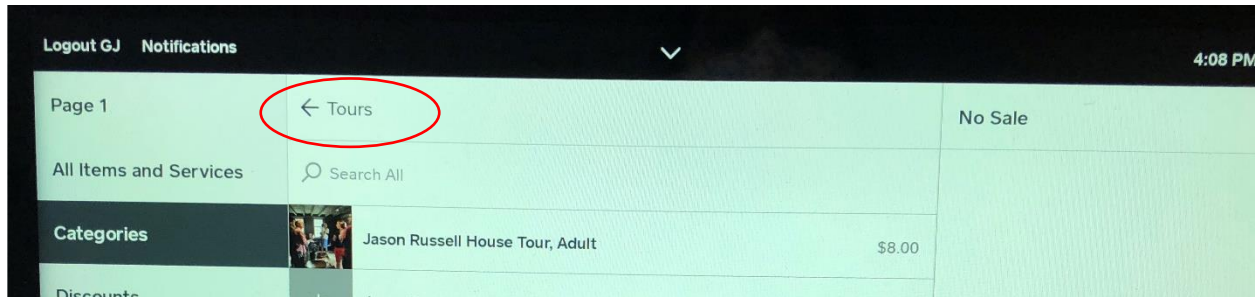 Logout GJ Notifications
4:08 PM
Page 1
← Tours
No Sale
All Items and Services
Search All
Categories
Jason Russell House Tour, Adult
$8.00
Discounts